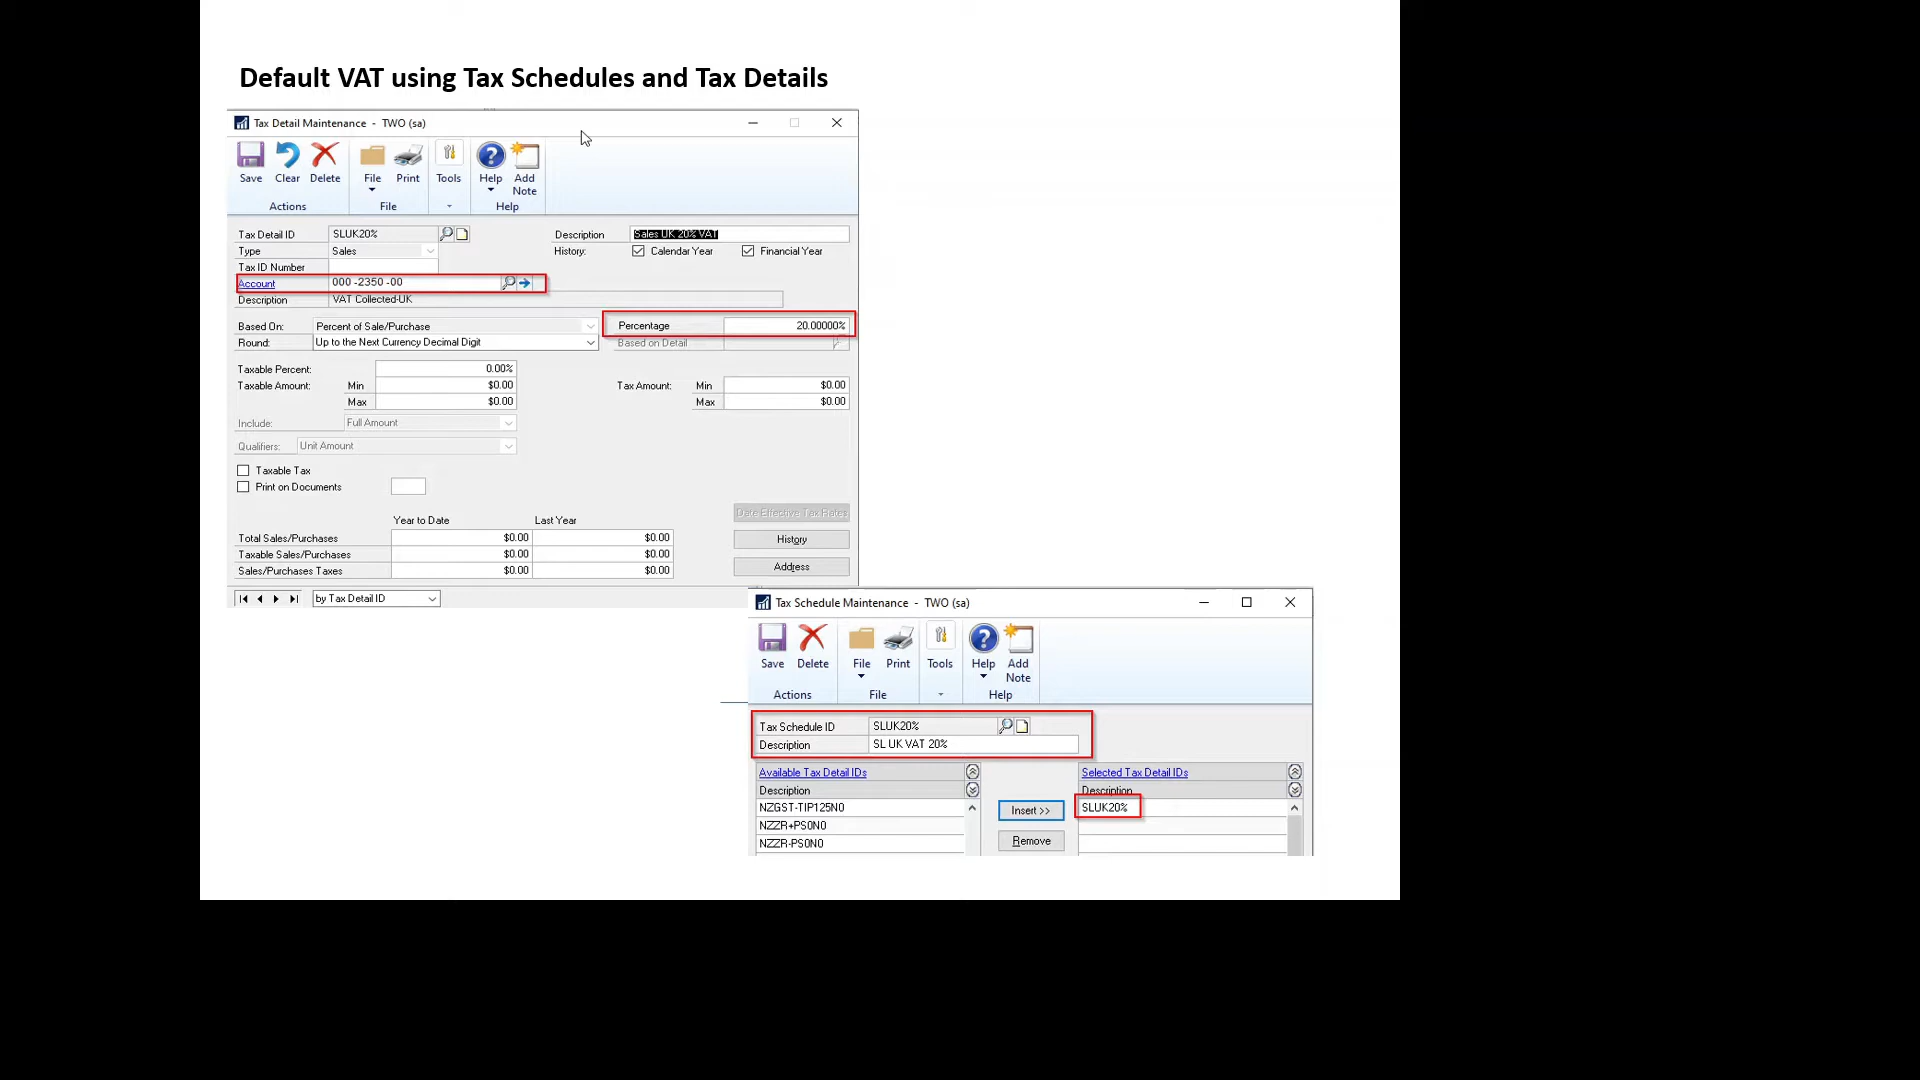 Default VAT using Tax Schedules and Tax Details
Tax Detail Maintenance - TWO (sa)
Save Clear Delete File Print Tools Help Add Note
Actions File Help
Tax Detail ID SLUK20% Description Sales UK 20% VAT
Type Sales History: Calendar Year Financial Year
Tax ID Number
Account 000 -2350 -00
Description VAT Collected-UK
Based On: Percent of Sale/Purchase Percentage 20.00000%
Round: Up to the Next Currency Decimal Digit Based on Detail
Taxable Percent: 0.00%
Taxable Amount: Min $0.00 Tax Amount: Min $0.00
Max $0.00 Max $0.00
Include: Full Amount
Qualifiers: Unit Amount
Taxable Tax
Print on Documents
Date Effective Tax Rates
Year to Date Last Year
Total Sales/Purchases $0.00 $0.00 History
Taxable Sales/Purchases $0.00 $0.00
Sales/Purchases Taxes $0.00 $0.00 Address
by Tax Detail ID
Tax Schedule Maintenance - TWO (sa)
Save Delete File Print Tools Help Add Note
Actions File Help
Tax Schedule ID SLUK20%
Description SL UK VAT 20%
Available Tax Detail IDs Selected Tax Detail IDs
Description Description
NZGST-TIP125N0 Insert >> SLUK20%
NZZR+PS0N0
NZZR-PS0N0 Remove